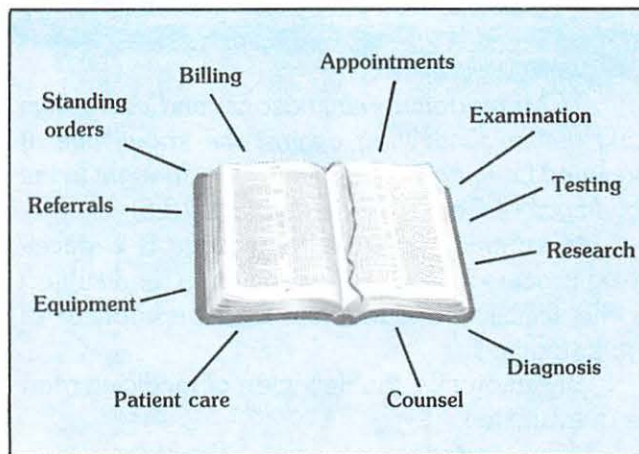 Billing
Appointments
Standing
orders
Examination
Testing
Referrals
Research
Equipment
Diagnosis
Patient care
Counsel